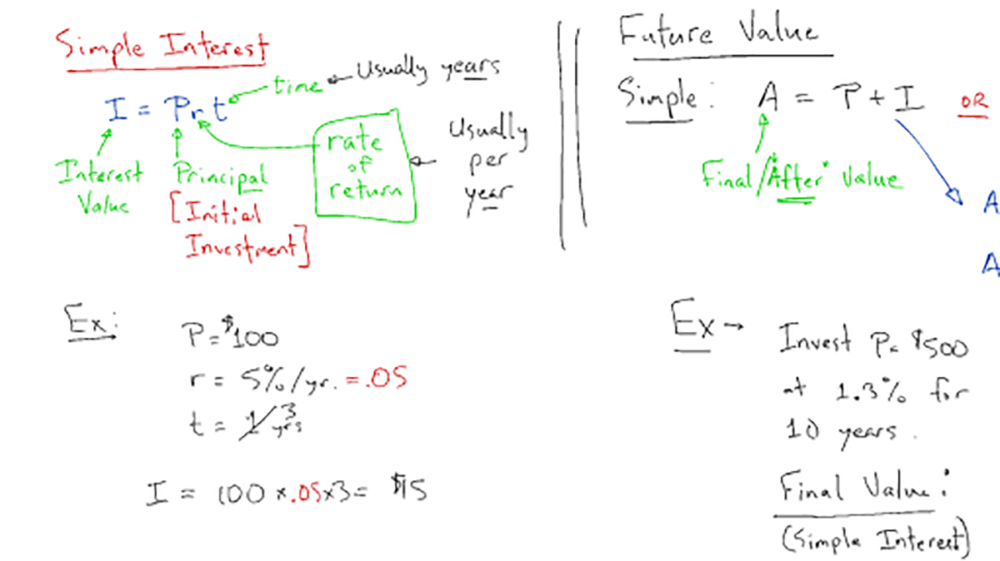 Simple Interest
I = Prt
time ← Usually years
Interest Value
Principal
[Initial Investment]
rate of return
Usually per year
Ex:
P = $100
r = 5%/yr. = .05
t = 1 3 yrs
I = 100 x .05 x 3 = $15
Future Value
Simple: A = P + I OR
Final/"After" Value
A
A
Ex → Invest P = $500
at 1.3% for
10 years.
Final Value:
(Simple Interest)